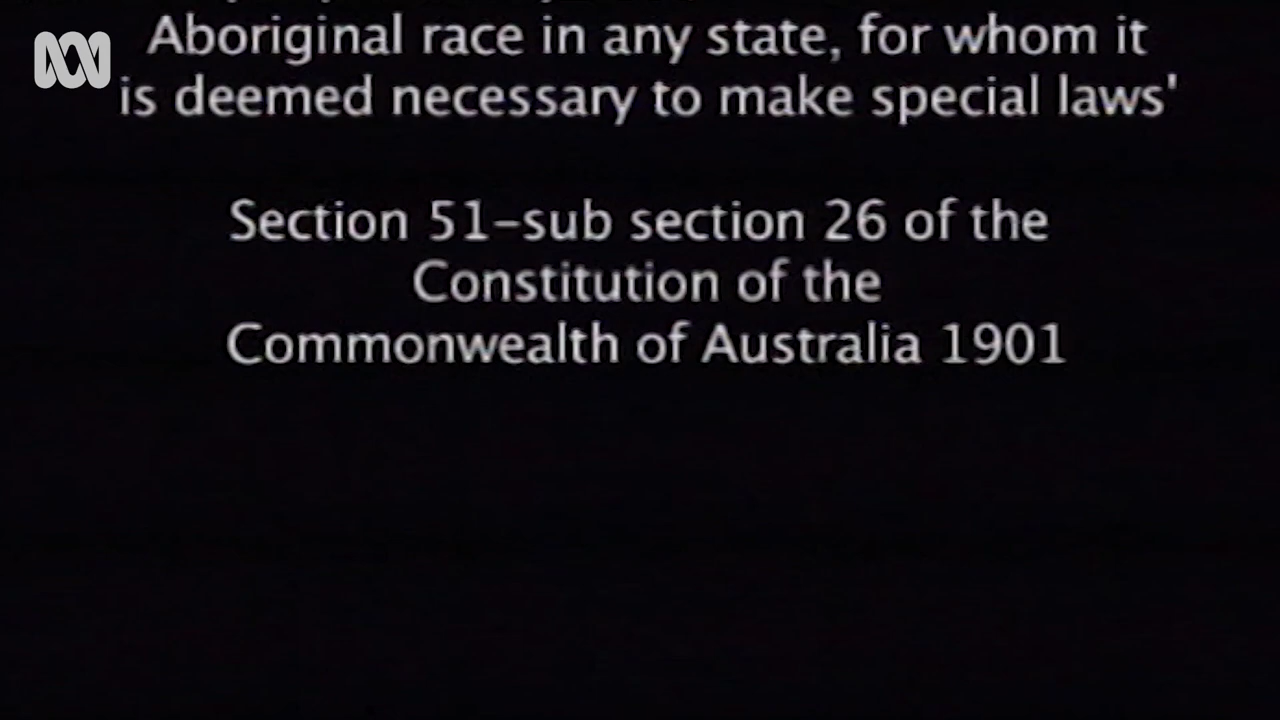 Aboriginal race in any state, for whom it
is deemed necessary to make special laws'
Section 51–sub section 26 of the
Constitution of the
Commonwealth of Australia 1901